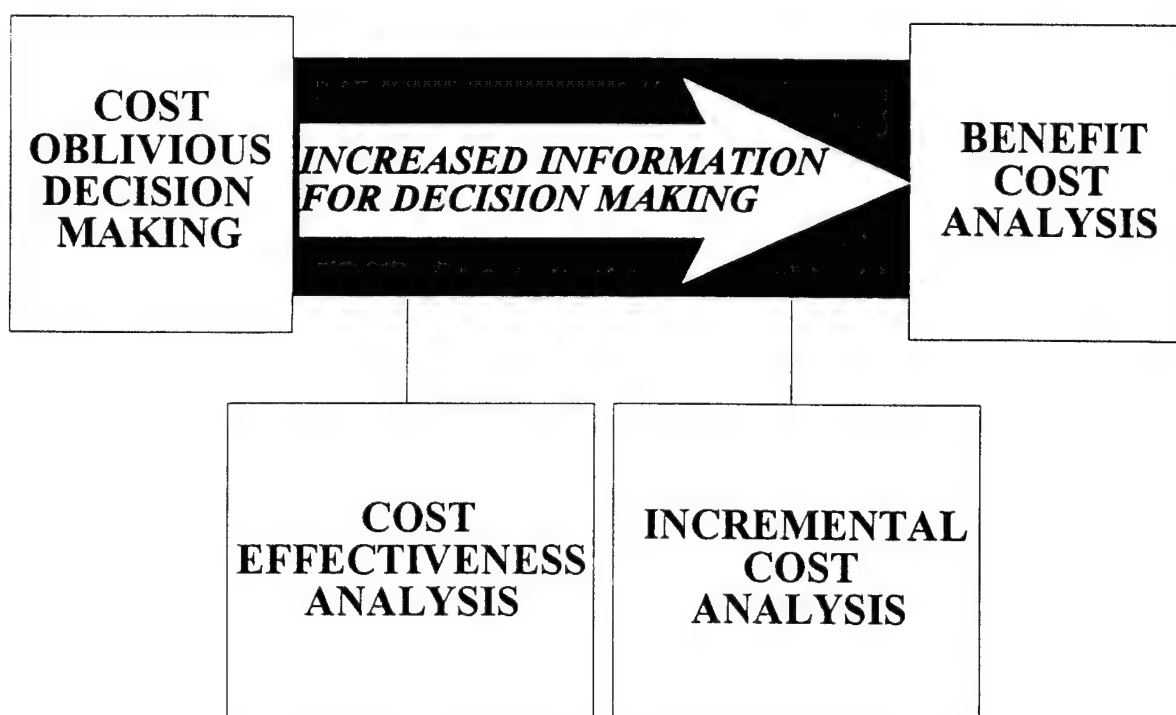 COST
OBLIVIOUS
DECISION
MAKING
INCREASED INFORMATION
FOR DECISION MAKING
BENEFIT
COST
ANALYSIS
COST
EFFECTIVENESS
ANALYSIS
INCREMENTAL
COST
ANALYSIS